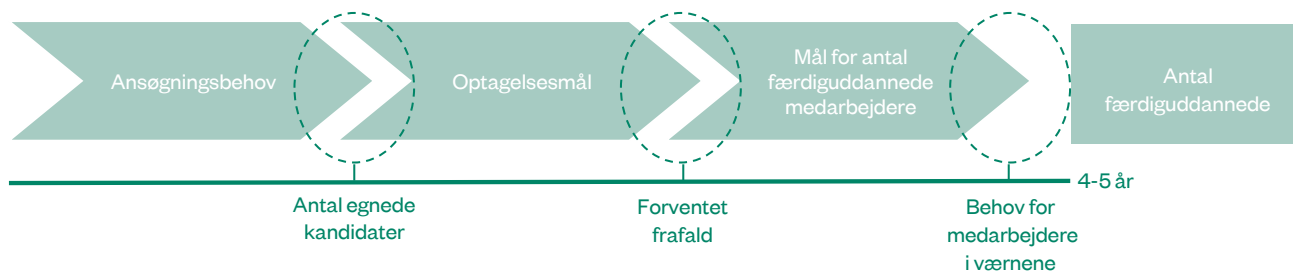 Ansøgningsbehov
Optagelsesmål
Mål for antal
færdiguddannede
medarbejdere
Antal
færdiguddannede
4-5 år
Antal egnede
kandidater
Forventet
frafald
Behov for
medarbejdere
i værnene